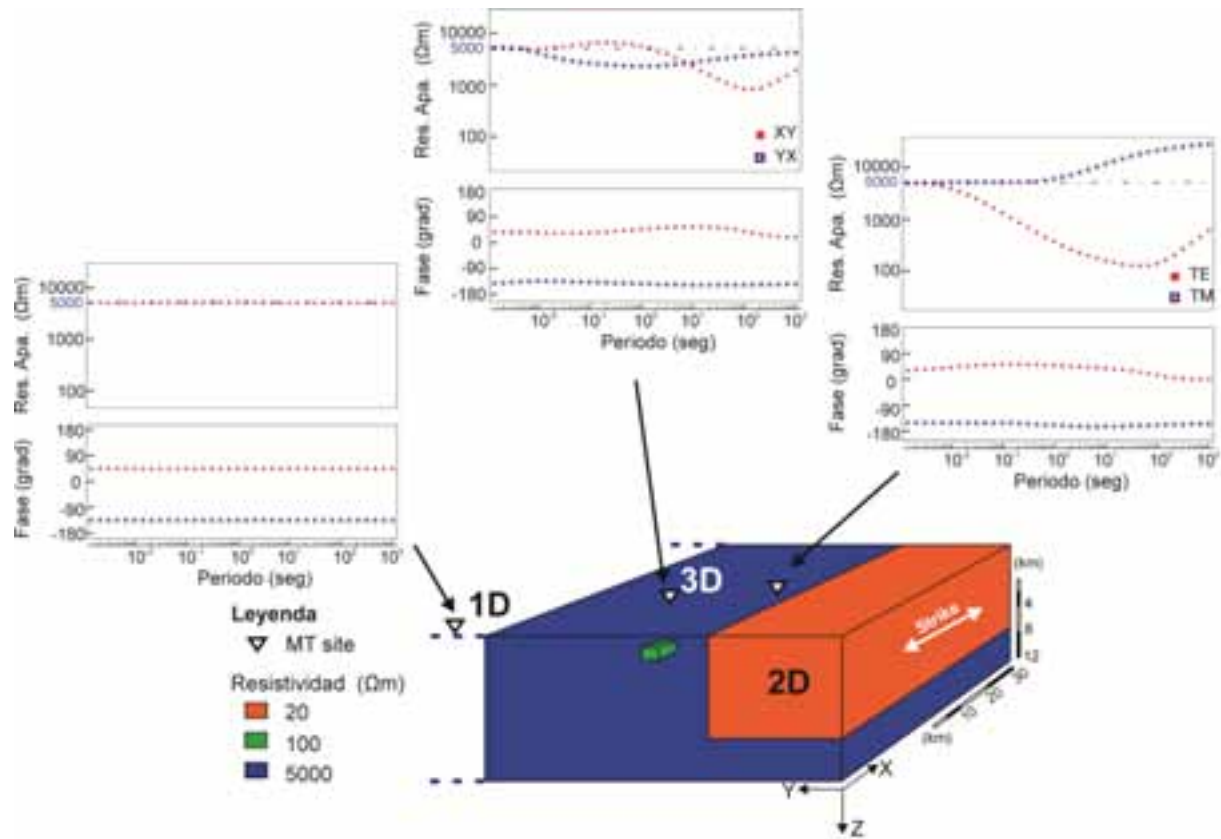 Res. Apa. (Ωm)
10000
5000
1000
100
XY
YX
Fase (grad)
180
90
0
-90
-180
Periodo (seg)
Res. Apa. (Ωm)
10000
5000
1000
100
TE
TM
Fase (grad)
180
90
0
-90
-180
Periodo (seg)
Res. Apa. (Ωm)
10000
5000
1000
100
Fase (grad)
180
90
0
-90
-180
Periodo (seg)
1D
3D
2D
Strike
(km)
4
8
12
(km)
10
20
30
X
Y
Z
Leyenda
MT site
Resistividad (Ωm)
20
100
5000